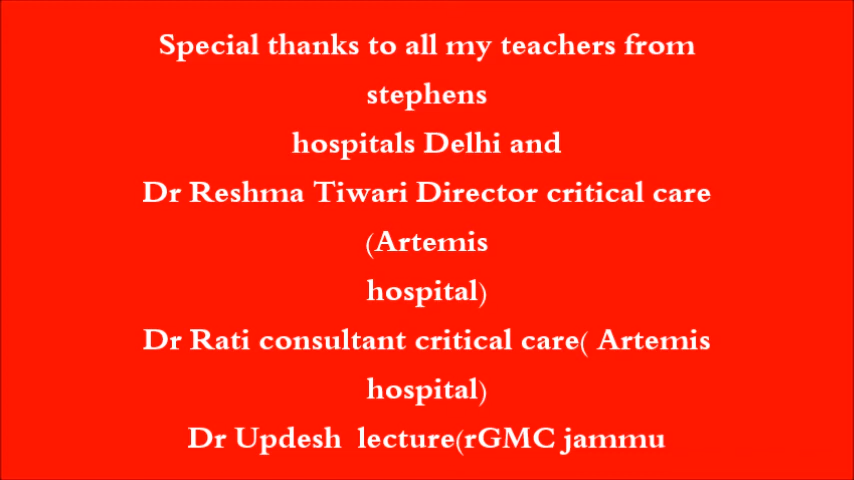 Special thanks to all my teachers from
stephens
hospitals Delhi and
Dr Reshma Tiwari Director critical care
(Artemis
hospital)
Dr Rati consultant critical care( Artemis
hospital)
Dr Updesh  lecture(rGMC jammu